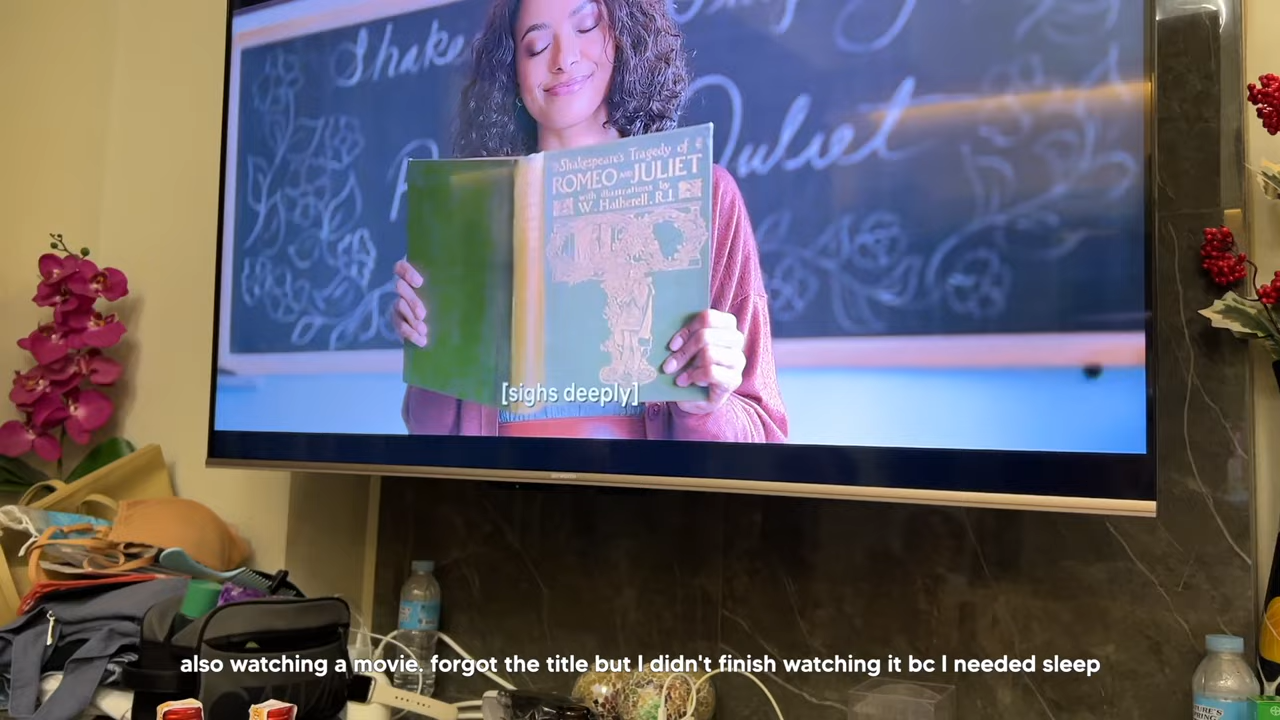 Shake
Juliet
Shakespeare's Tragedy of
ROMEO AND JULIET
with illustrations by
W. Hatherell, R.I.
[sighs deeply]
also watching a movie. forgot the title but I didn't finish watching it bc I needed sleep